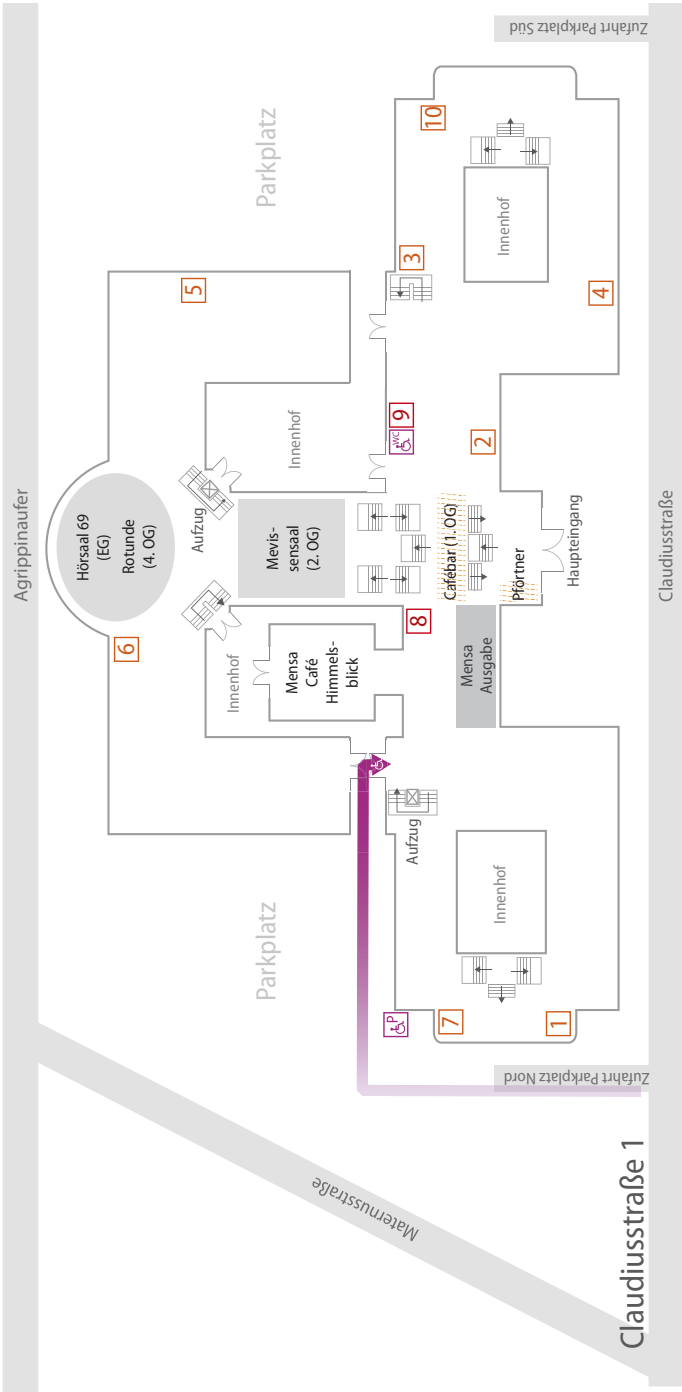 Claudiusstraße 1
Agrippinaufer
Claudiusstraße
Maternusstraße
Zufahrt Parkplatz Nord
Zufahrt Parkplatz Süd
Parkplatz
Parkplatz
Hörsaal 69
(EG)
Rotunde
(4. OG)
Aufzug
Mevis-
sensaal
(2. OG)
Innenhof
Innenhof
Mensa
Café
Himmels-
blick
Aufzug
Innenhof
Innenhof
Mensa
Ausgabe
Cafébar (1. OG)
Pförtner
Haupteingang
WC
P
1
2
3
4
5
6
7
8
9
10